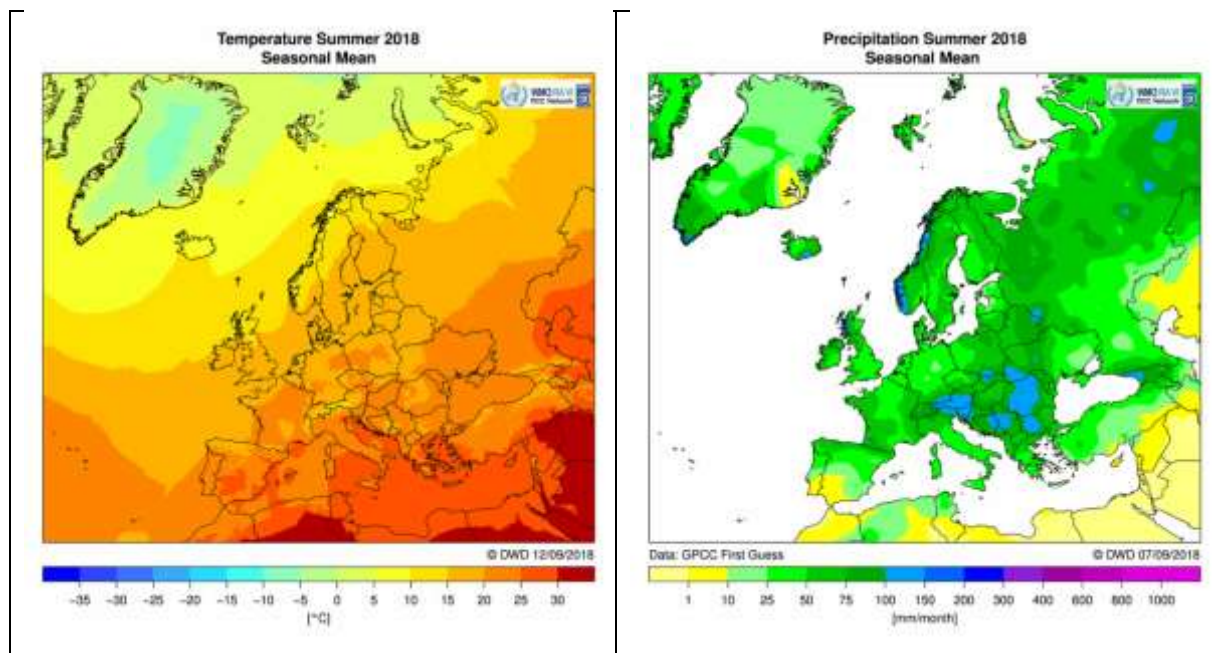 Temperature Summer 2018
Seasonal Mean
© DWD 12/09/2018
−35 −30 −25 −20 −15 −10 −5 0 5 10 15 20 25 30
[°C]
Precipitation Summer 2018
Seasonal Mean
Data: GPCC First Guess © DWD 07/09/2018
1 10 25 50 75 100 150 200 300 400 600 800 1000
[mm/month]